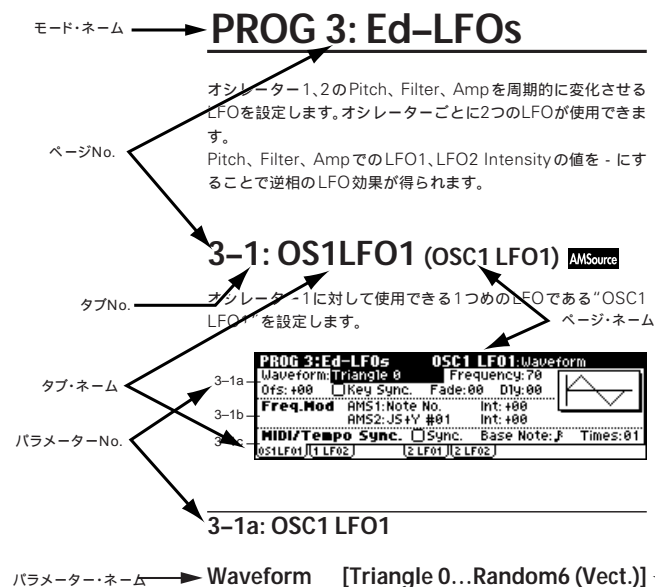 モード・ネーム
PROG 3: Ed–LFOs
オシレーター1、2のPitch、Filter、Ampを周期的に変化させる
LFOを設定します。オシレーターごとに2つのLFOが使用できま
す。
ページNo.
Pitch、Filter、AmpでのLFO1、LFO2 Intensityの値を - にす
ることで逆相のLFO効果が得られます。
3–1: OS1LFO1 (OSC1 LFO1) AMSource
タブNo.
オシレーター1に対して使用できる1つめのLFOである“OSC1
LFO1”を設定します。
ページ・ネーム
PROG 3:Ed-LFOs OSC1 LFO1:Waveform
Waveform:Triangle 0 Frequency:70
タブ・ネーム
3–1a
Ofs:+00 Key Sync. Fade:00 Dly:00
Freq.Mod AMS1:Note No. Int:+00
3–1b
AMS2:JS+Y #01 Int:+00
パラメーターNo.
MIDI/Tempo Sync. Sync. Base Note:♪ Times:01
OS1LFO1 1 LFO2 2 LFO1 2 LFO2
3–1a: OSC1 LFO1
パラメーター・ネーム
Waveform [Triangle 0…Random6 (Vect.)]